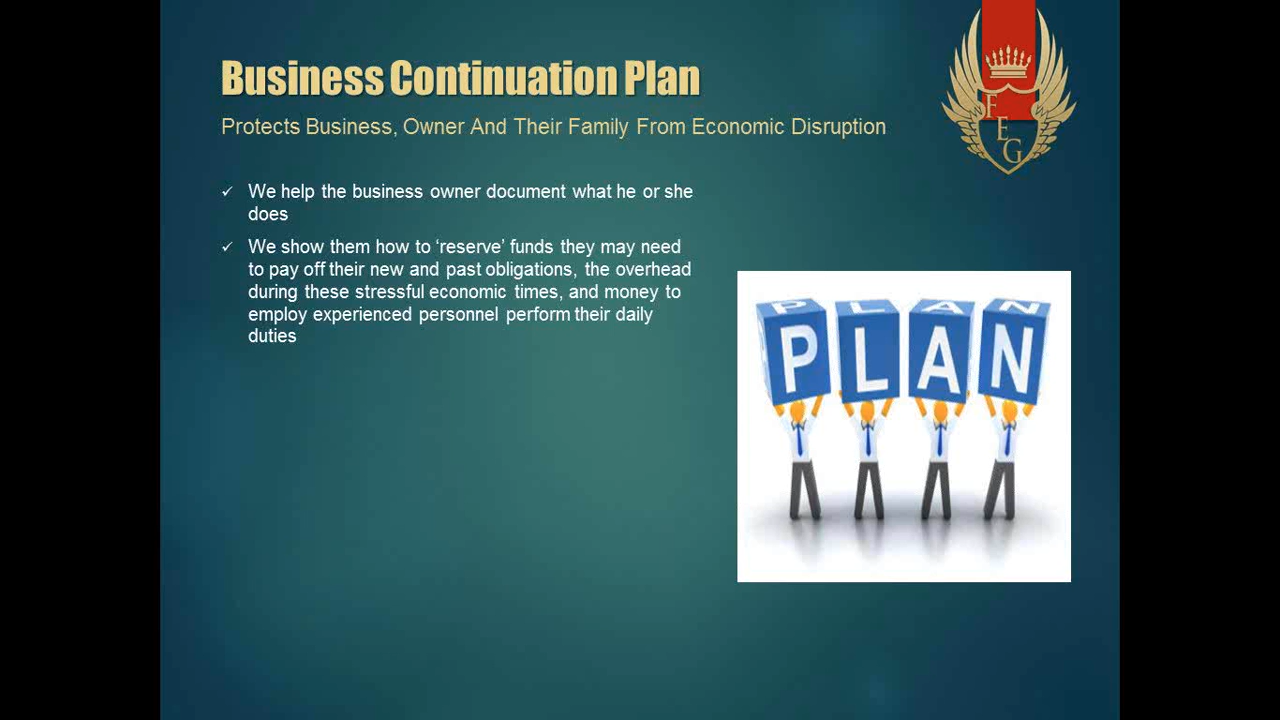 Business Continuation Plan
Protects Business, Owner And Their Family From Economic Disruption
We help the business owner document what he or she
does
We show them how to ‘reserve’ funds they may need
to pay off their new and past obligations, the overhead
during these stressful economic times, and money to
employ experienced personnel perform their daily
duties
F
E
G
P L A N
P L A N